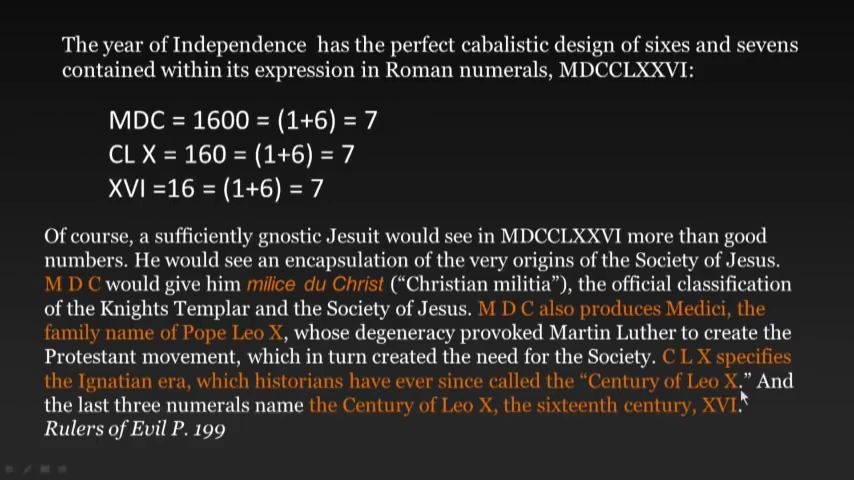 The year of Independence has the perfect cabalistic design of sixes and sevens
contained within its expression in Roman numerals, MDCCLXXVI:
MDC = 1600 = (1+6) = 7
CL X = 160 = (1+6) = 7
XVI =16 = (1+6) = 7
Of course, a sufficiently gnostic Jesuit would see in MDCCLXXVI more than good
numbers. He would see an encapsulation of the very origins of the Society of Jesus.
M D C would give him milice du Christ (“Christian militia”), the official classification
of the Knights Templar and the Society of Jesus. M D C also produces Medici, the
family name of Pope Leo X, whose degeneracy provoked Martin Luther to create the
Protestant movement, which in turn created the need for the Society. C L X specifies
the Ignatian era, which historians have ever since called the “Century of Leo X.” And
the last three numerals name the Century of Leo X, the sixteenth century, XVI.
Rulers of Evil P. 199